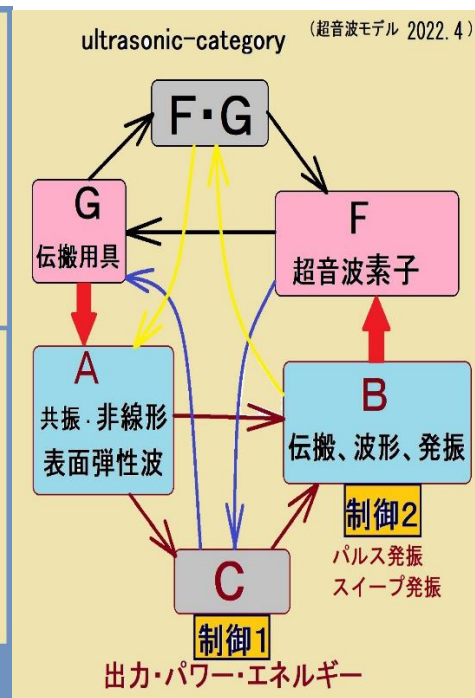 ultrasonic-category
(超音波モデル 2022.4)
F・G
G
伝搬用具
F
超音波素子
A
共振・非線形
表面弾性波
B
伝搬、波形、発振
制御2
パルス発振
スイープ発振
C
制御1
出力・パワー・エネルギー